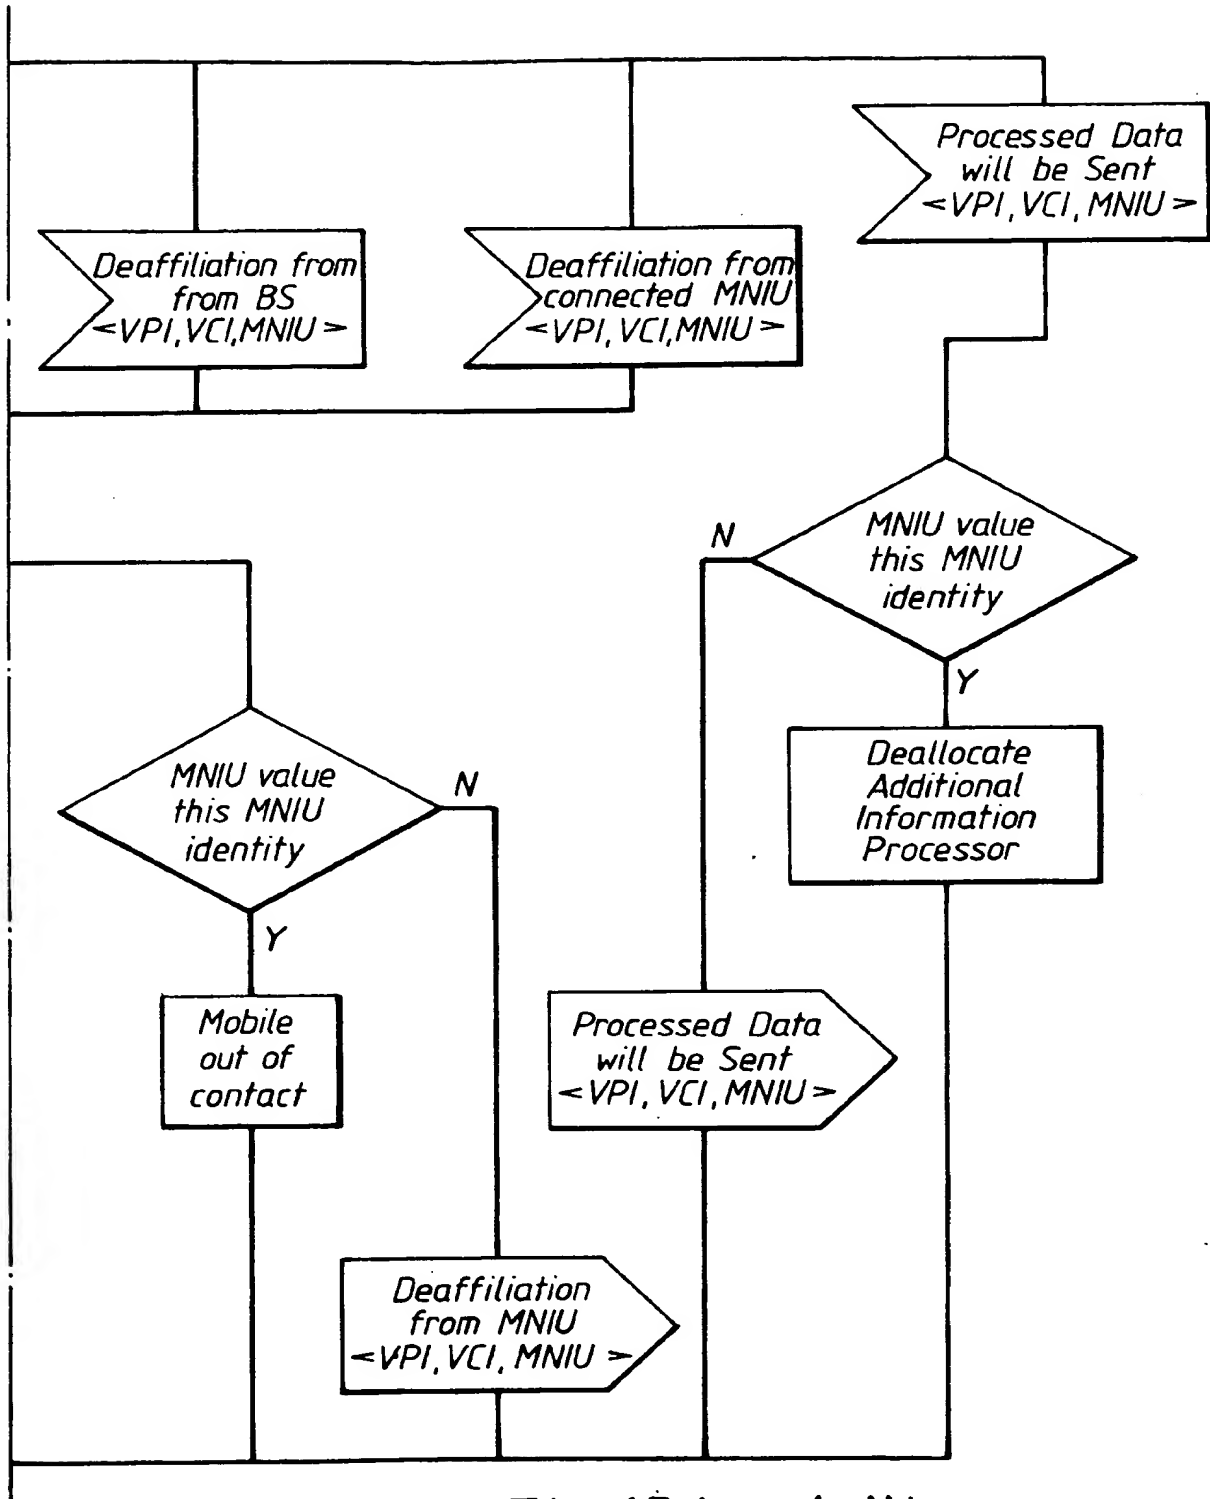 Processed Data
will be Sent
<VPI, VCI, MNIU>
Deaffiliation from
from BS
<VPI, VCI, MNIU>
Deaffiliation from
connected MNIU
<VPI, VCI, MNIU>
MNIU value
this MNIU
identity
N
Y
Deallocate
Additional
Information
Processor
MNIU value
this MNIU
identity
N
Y
Mobile
out of
contact
Processed Data
will be Sent
<VPI, VCI, MNIU>
Deaffiliation
from MNIU
<VPI, VCI, MNIU>